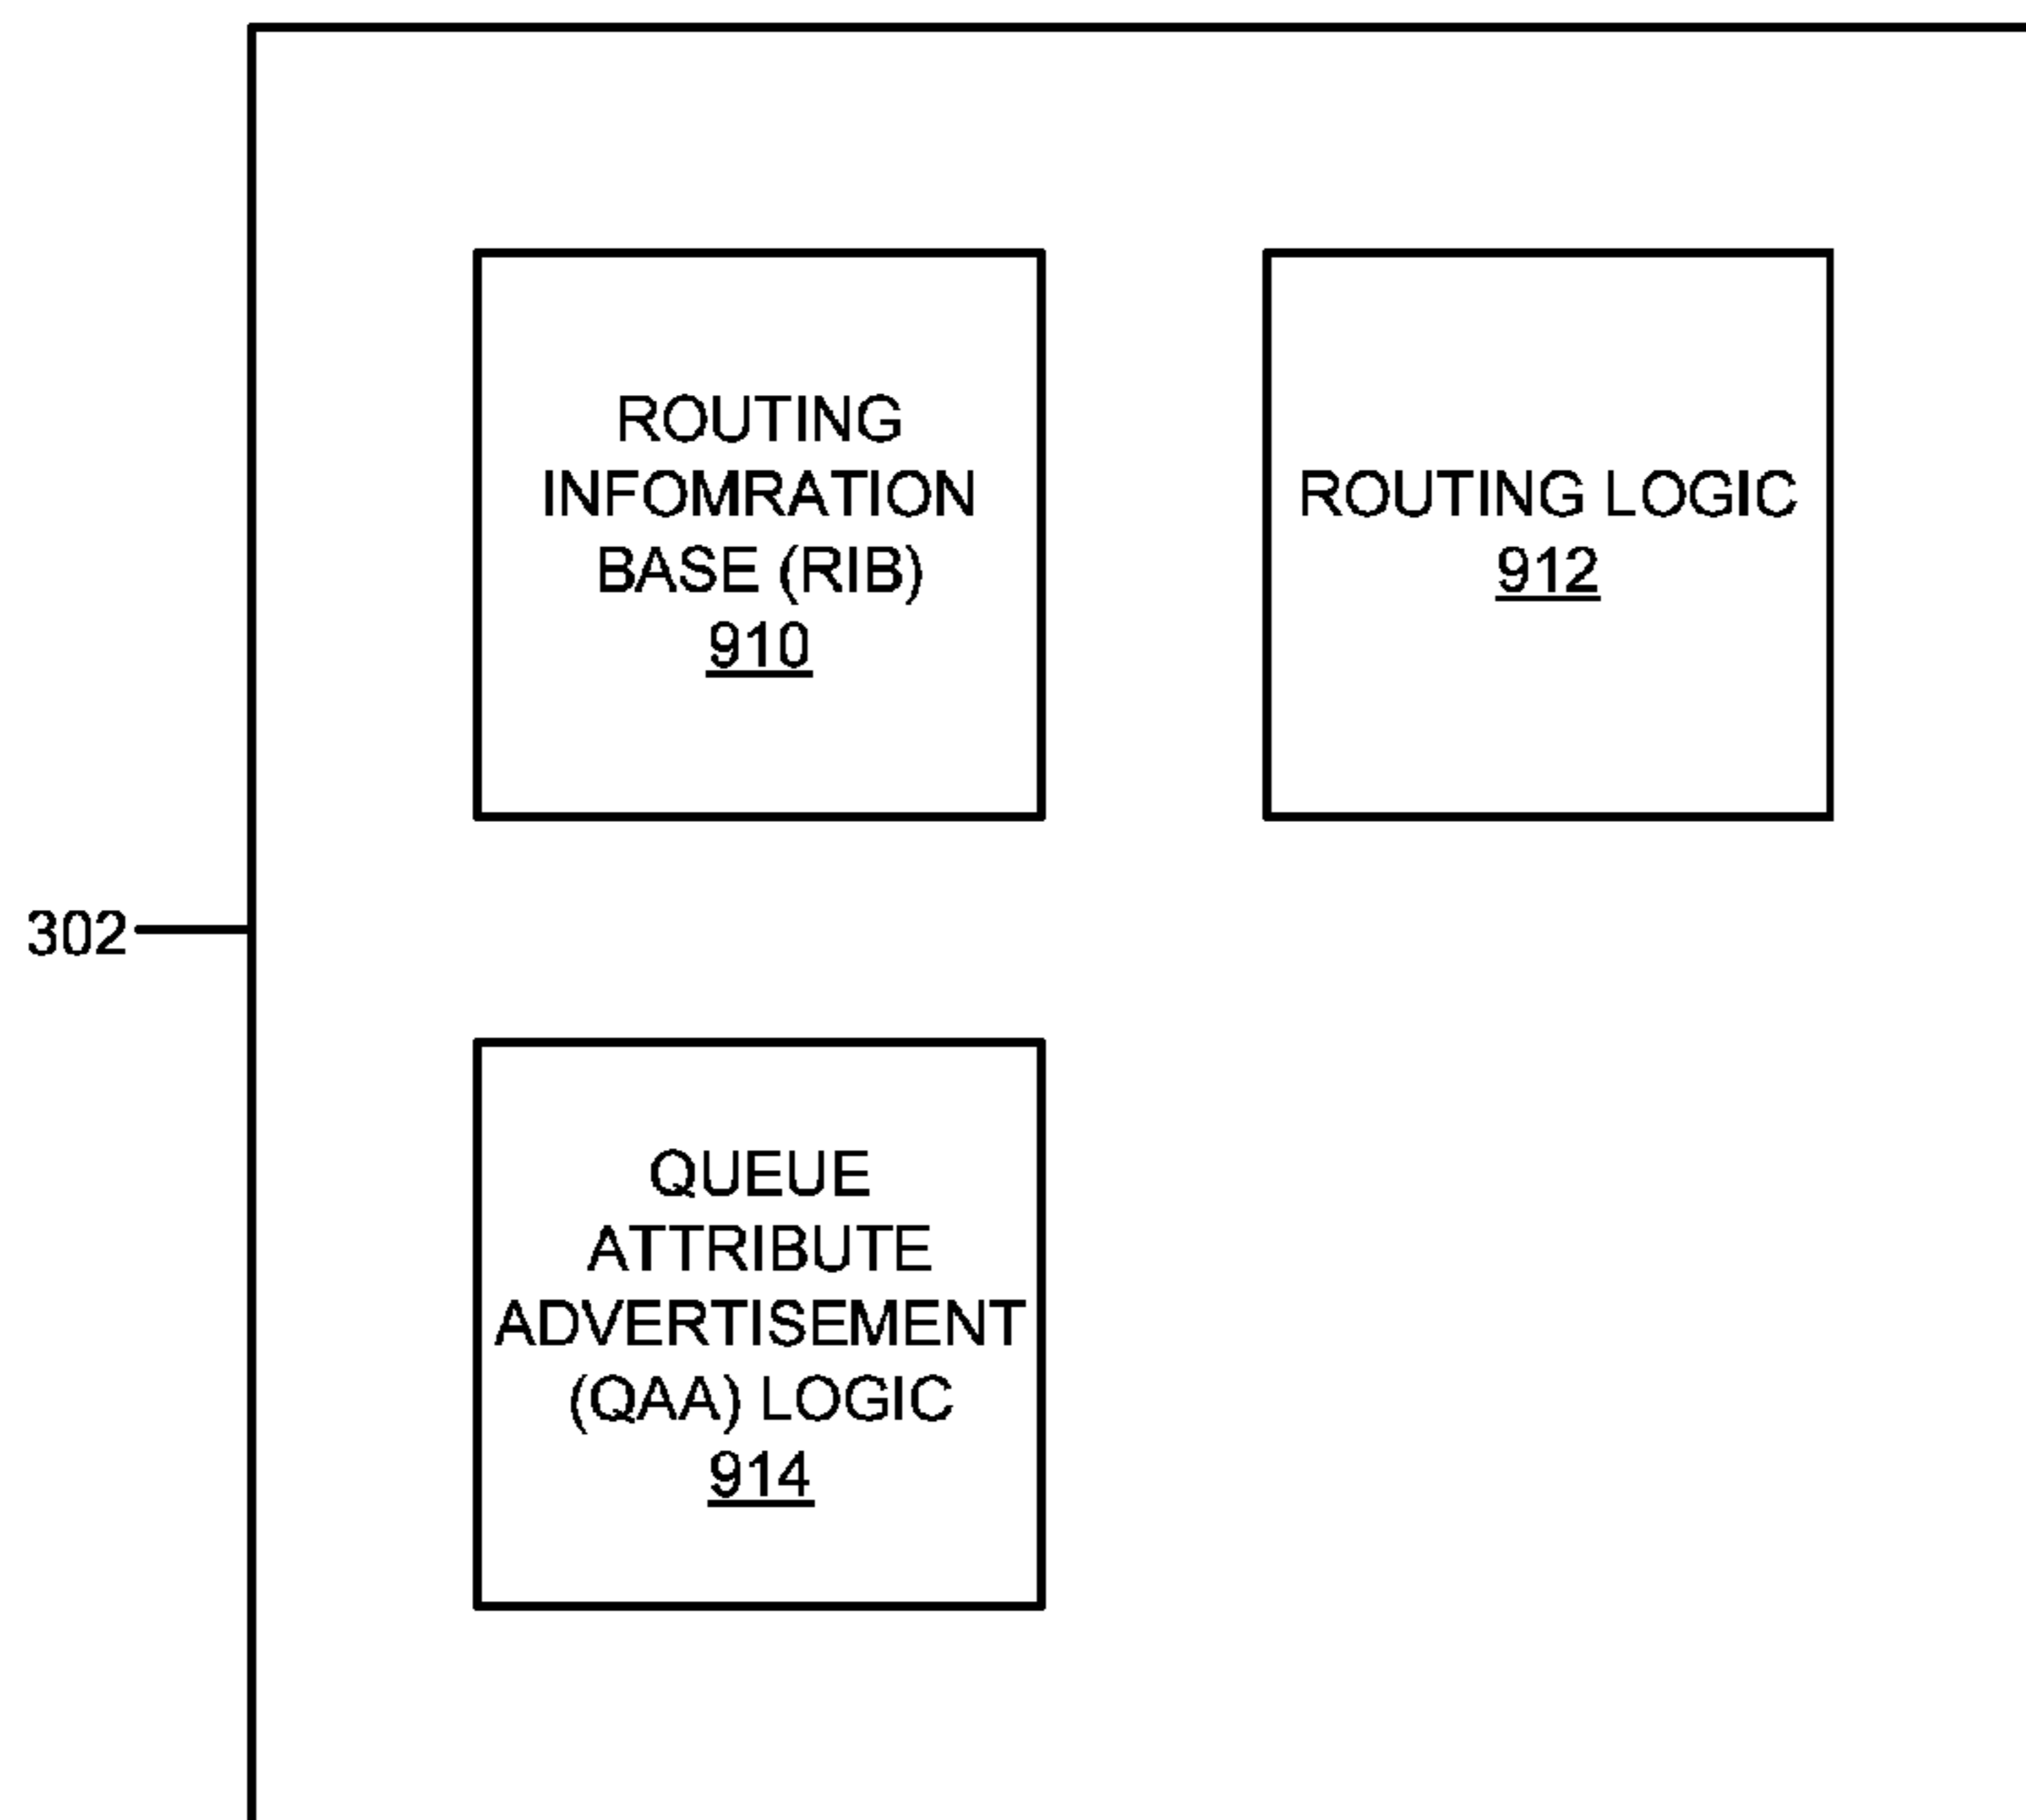 ROUTING
INFOMRATION
BASE (RIB)
910
ROUTING LOGIC
912
302
QUEUE
ATTRIBUTE
ADVERTISEMENT
(QAA) LOGIC
914